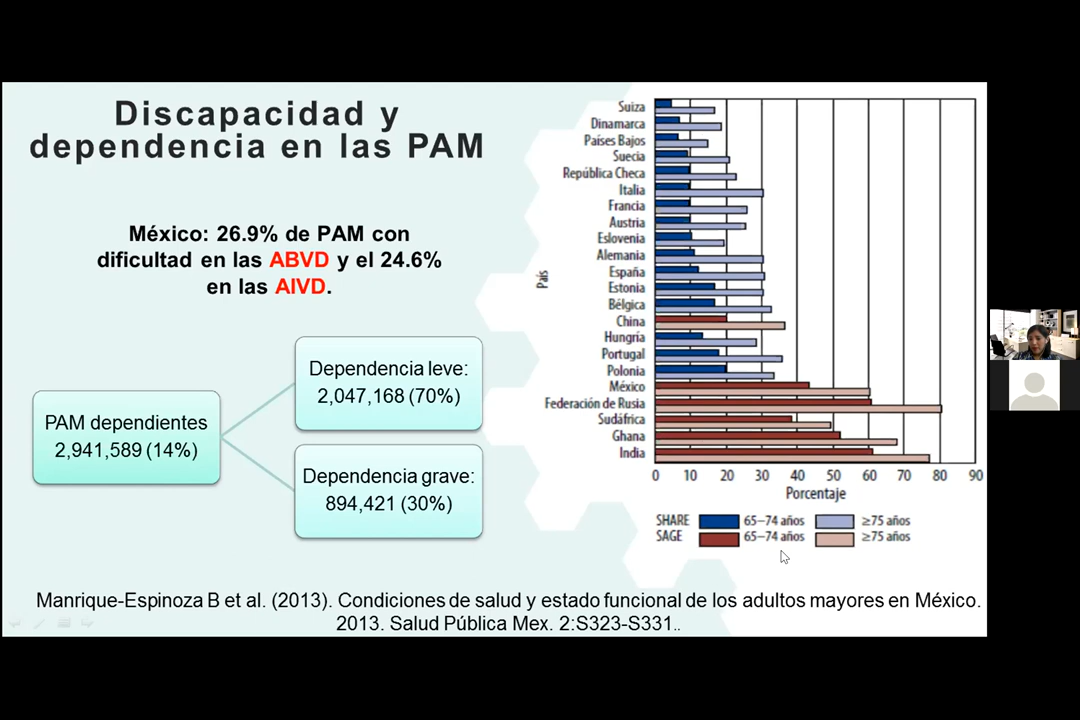 Discapacidad y
dependencia en las PAM
México: 26.9% de PAM con
dificultad en las ABVD y el 24.6%
en las AIVD.
PAM dependientes
2,941,589 (14%)
Dependencia leve:
2,047,168 (70%)
Dependencia grave:
894,421 (30%)
País
Suiza
Dinamarca
Países Bajos
Suecia
República Checa
Italia
Francia
Austria
Eslovenia
Alemania
España
Estonia
Bélgica
China
Hungría
Portugal
Polonia
México
Federación de Rusia
Sudáfrica
Ghana
India
0 10 20 30 40 50 60 70 80 90
Porcentaje
SHARE 65–74 años ≥75 años
SAGE 65–74 años ≥75 años
Manrique-Espinoza B et al. (2013). Condiciones de salud y estado funcional de los adultos mayores en México.
2013. Salud Pública Mex. 2:S323-S331..